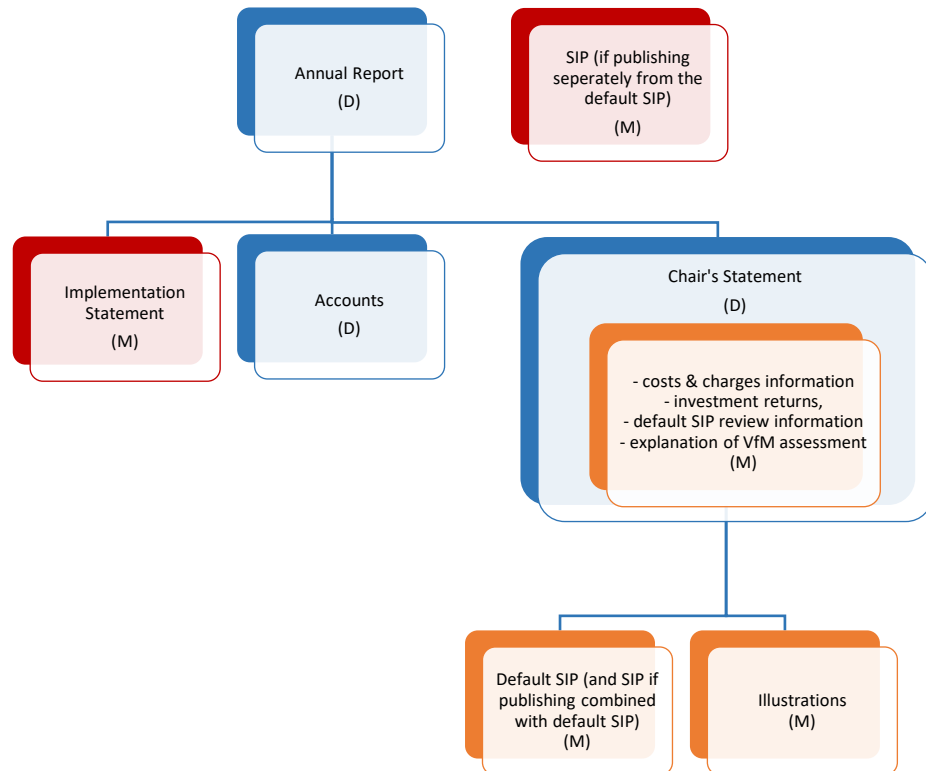 Annual Report
(D)
SIP (if publishing
seperately from the
default SIP)
(M)
Implementation
Statement
(M)
Accounts
(D)
Chair's Statement
(D)
- costs & charges information
- investment returns,
- default SIP review information
- explanation of VfM assessment
(M)
Default SIP (and SIP if
publishing combined
with default SIP)
(M)
Illustrations
(M)